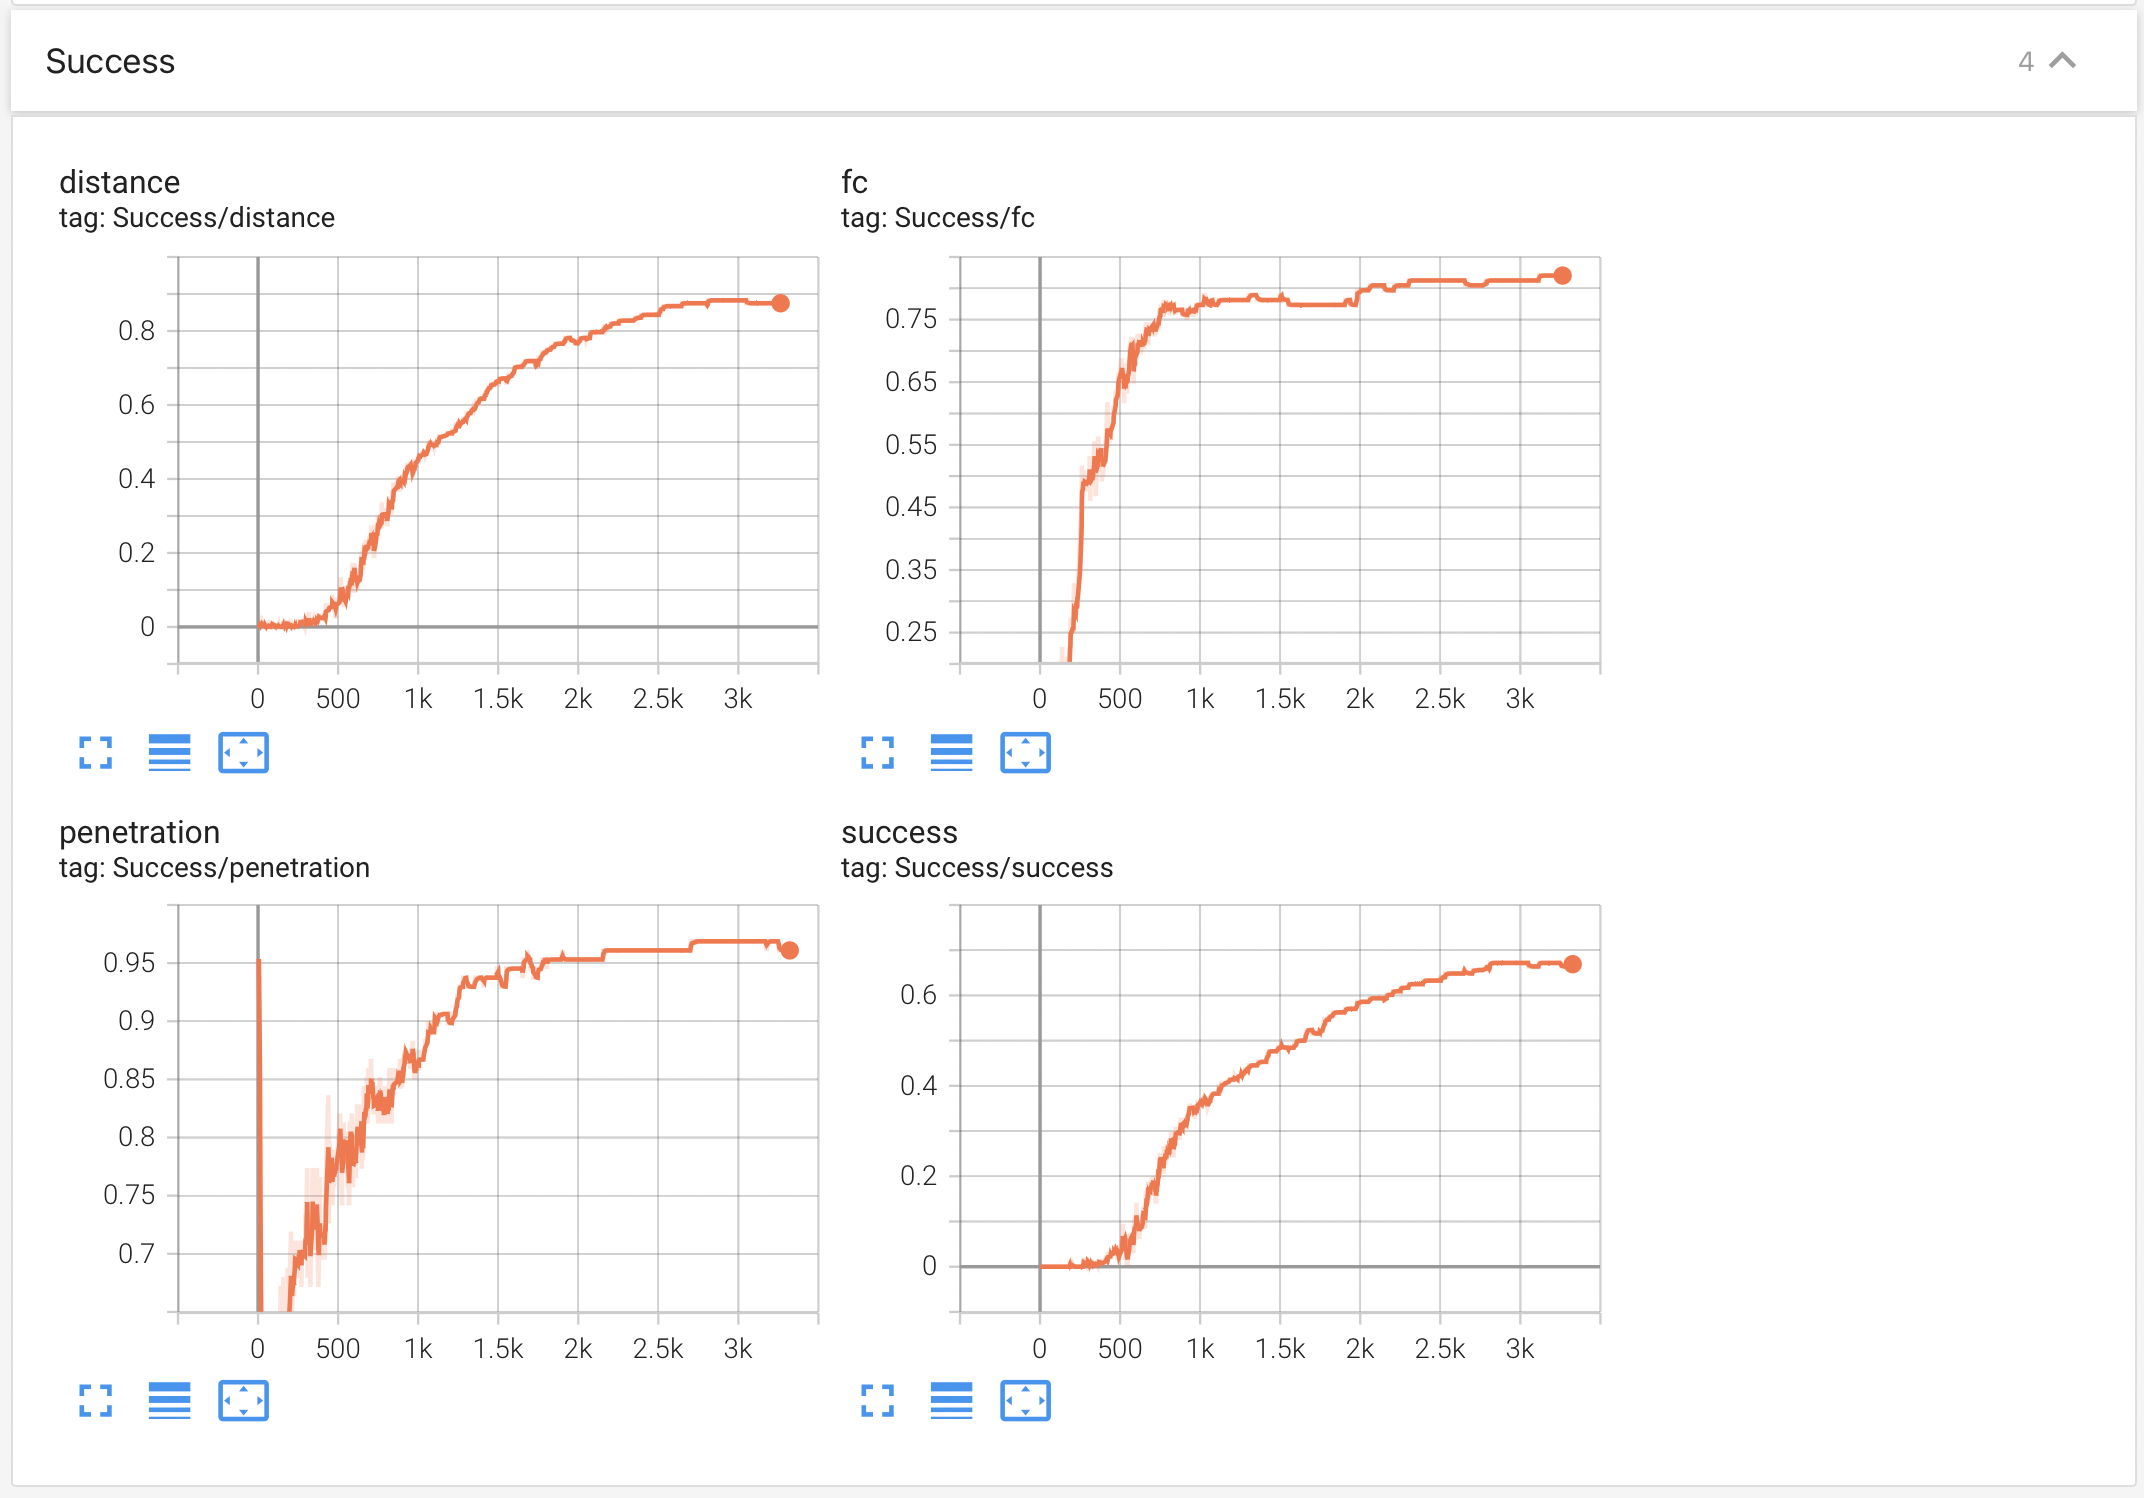 Success
4
distance
tag: Success/distance
0.8
0.6
0.4
0.2
0
0 500 1k 1.5k 2k 2.5k 3k
fc
tag: Success/fc
0.75
0.65
0.55
0.45
0.35
0.25
0 500 1k 1.5k 2k 2.5k 3k
penetration
tag: Success/penetration
0.95
0.9
0.85
0.8
0.75
0.7
0 500 1k 1.5k 2k 2.5k 3k
success
tag: Success/success
0.6
0.4
0.2
0
0 500 1k 1.5k 2k 2.5k 3k